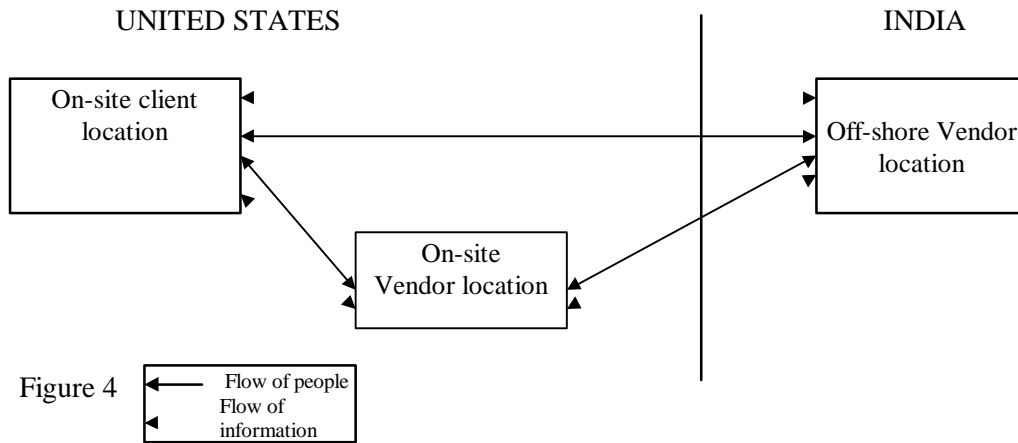 UNITED STATES
INDIA
On-site client
location
Off-shore Vendor
location
On-site
Vendor location
Figure 4
Flow of people
Flow of
information